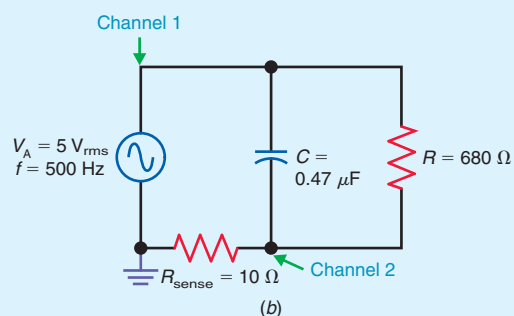 Channel 1
V_A = 5 V_rms
f = 500 Hz
C =
0.47 μF
R = 680 Ω
R_sense = 10 Ω
Channel 2
(b)